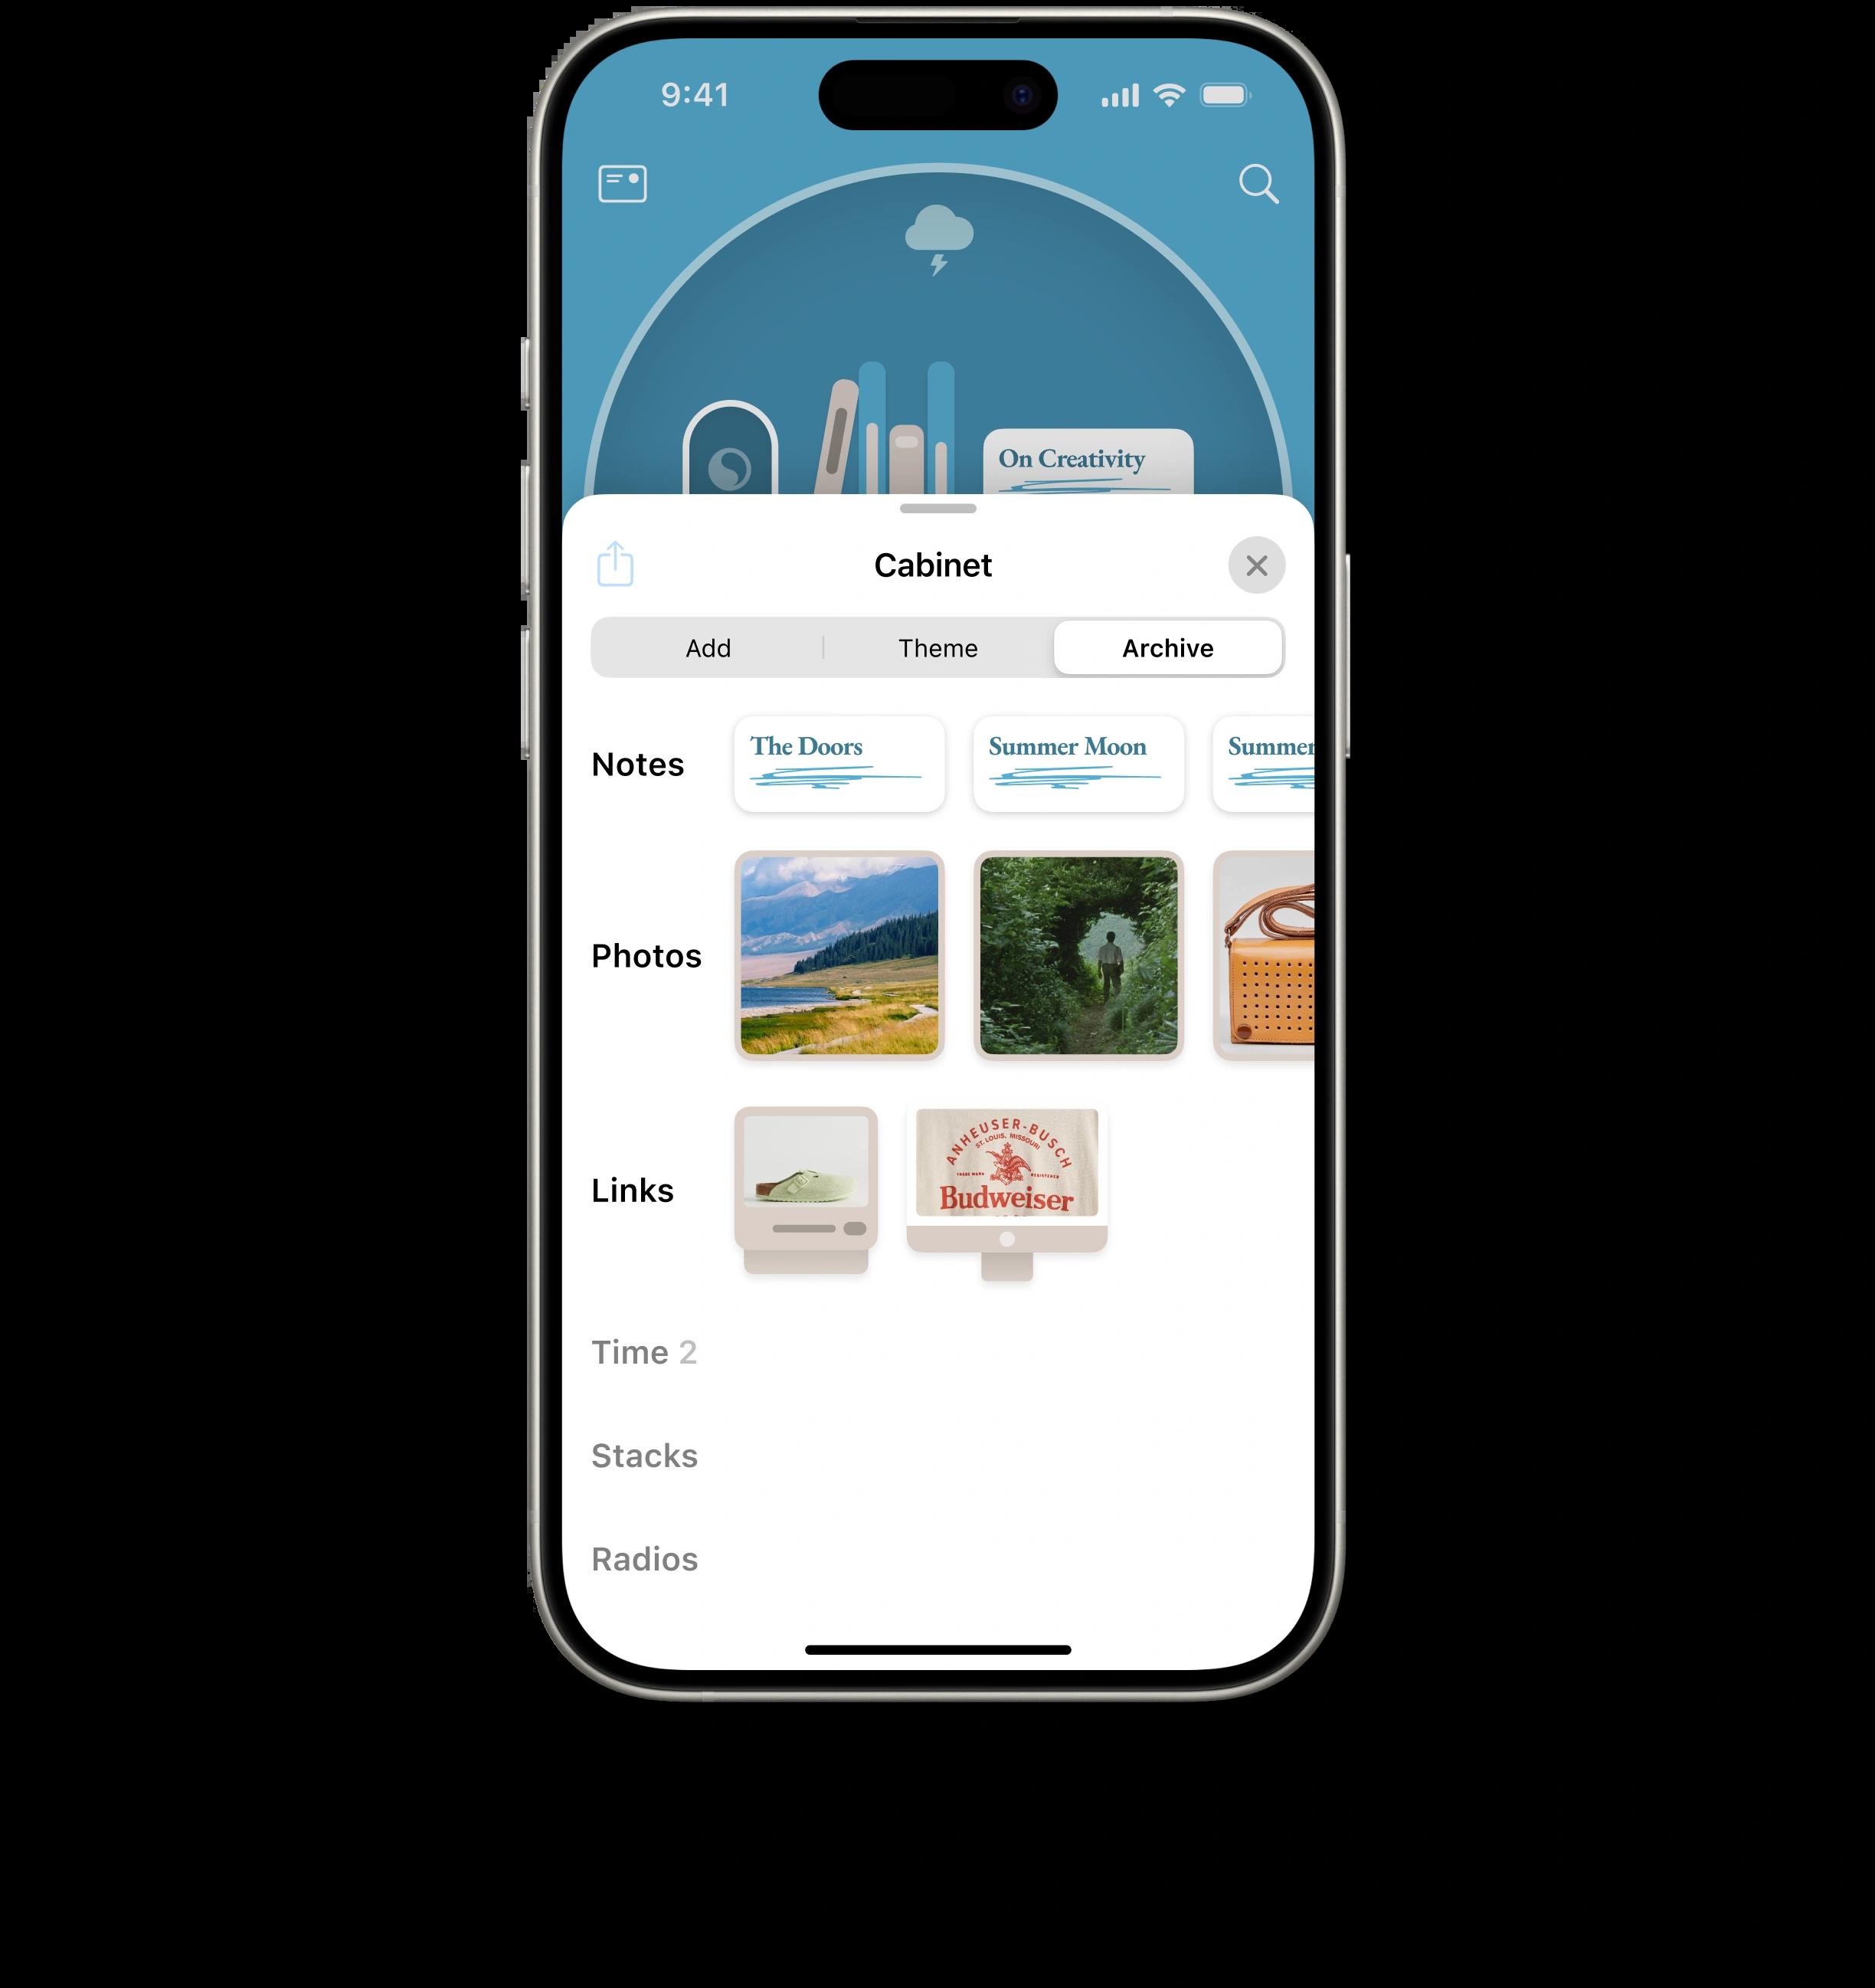 9:41
On Creativity
Cabinet
Add
Theme
Archive
Notes
The Doors
Summer Moon
Summer
Photos
Links
ANHEUSER-BUSCH
ST. LOUIS, MISSOURI
TRADE MARK
REGISTERED
Budweiser
Time 2
Stacks
Radios